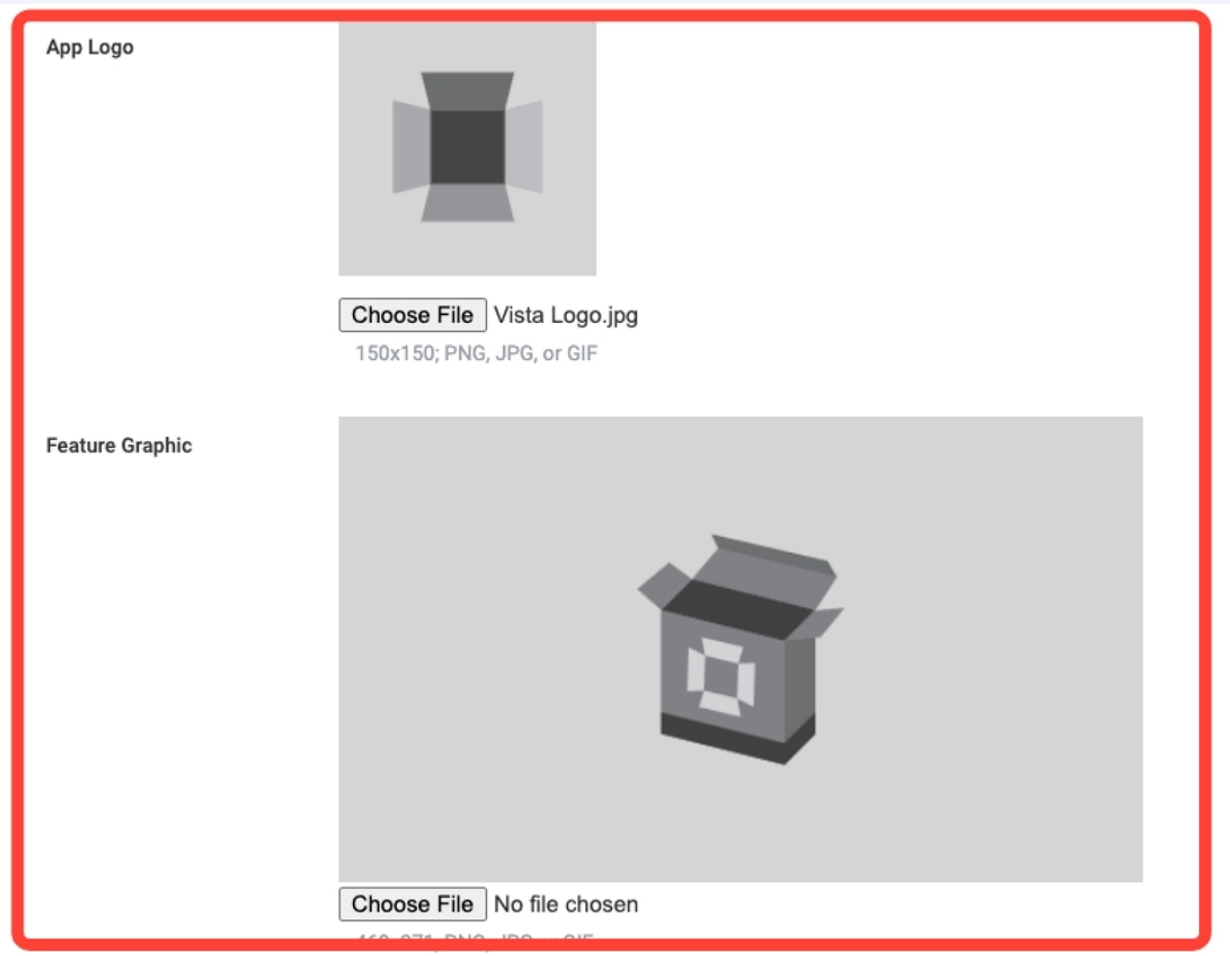 App Logo
Choose File Vista Logo.jpg
150x150; PNG, JPG, or GIF
Feature Graphic
Choose File No file chosen